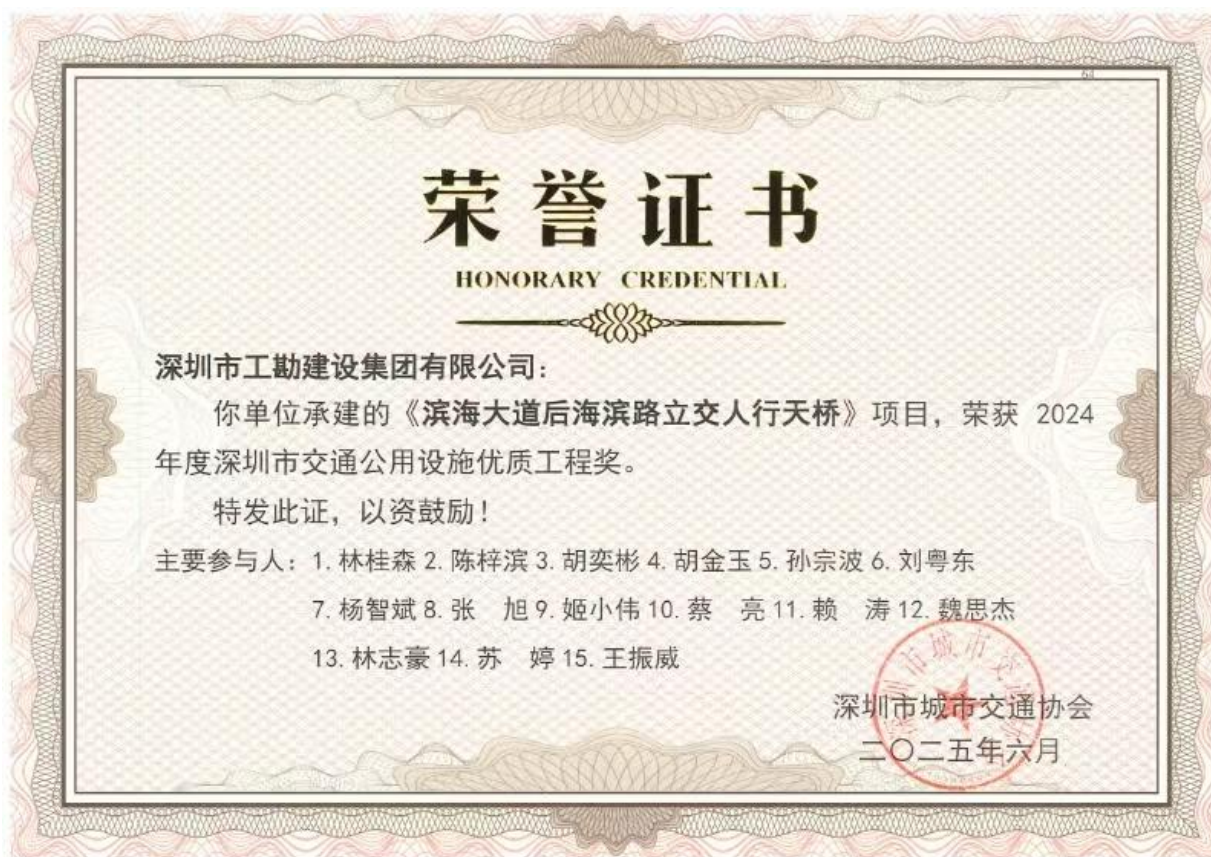 64
荣誉证书
HONORARY CREDENTIAL
深圳市工勘建设集团有限公司：
你单位承建的《滨海大道后海滨路立交人行天桥》项目，荣获 2024
年度深圳市交通公用设施优质工程奖。
特发此证，以资鼓励！
主要参与人：1. 林桂森 2. 陈梓滨 3. 胡奕彬 4. 胡金玉 5. 孙宗波 6. 刘粤东
7. 杨智斌 8. 张　旭 9. 姬小伟 10. 蔡　亮 11. 赖　涛 12. 魏思杰
13. 林志豪 14. 苏　婷 15. 王振威
深圳市城市交通协会
二〇二五年六月